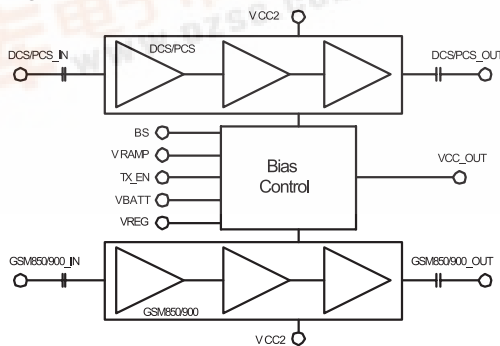 VCC2
DCS/PCS_IN
DCS/PCS
DCS/PCS_OUT
BS
VRAMP
TX_EN
VBATT
VREG
Bias
Control
VCC_OUT
GSM850/900_IN
GSM850/900_OUT
GSM850/900
VCC2